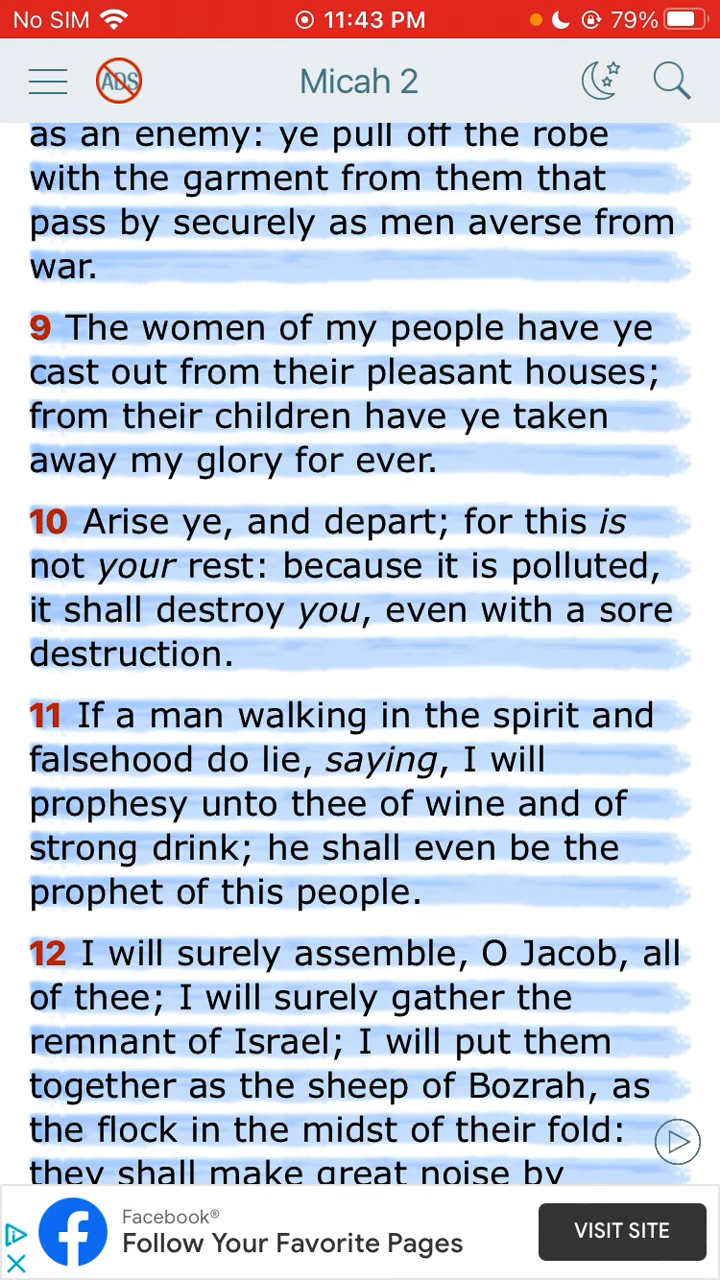 No SIM 11:43 PM 79%
ADS Micah 2
as an enemy: ye pull off the robe
with the garment from them that
pass by securely as men averse from
war.
9 The women of my people have ye
cast out from their pleasant houses;
from their children have ye taken
away my glory for ever.
10 Arise ye, and depart; for this is
not your rest: because it is polluted,
it shall destroy you, even with a sore
destruction.
11 If a man walking in the spirit and
falsehood do lie, saying, I will
prophesy unto thee of wine and of
strong drink; he shall even be the
prophet of this people.
12 I will surely assemble, O Jacob, all
of thee; I will surely gather the
remnant of Israel; I will put them
together as the sheep of Bozrah, as
the flock in the midst of their fold:
they shall make great noise by
Facebook®
Follow Your Favorite Pages
VISIT SITE